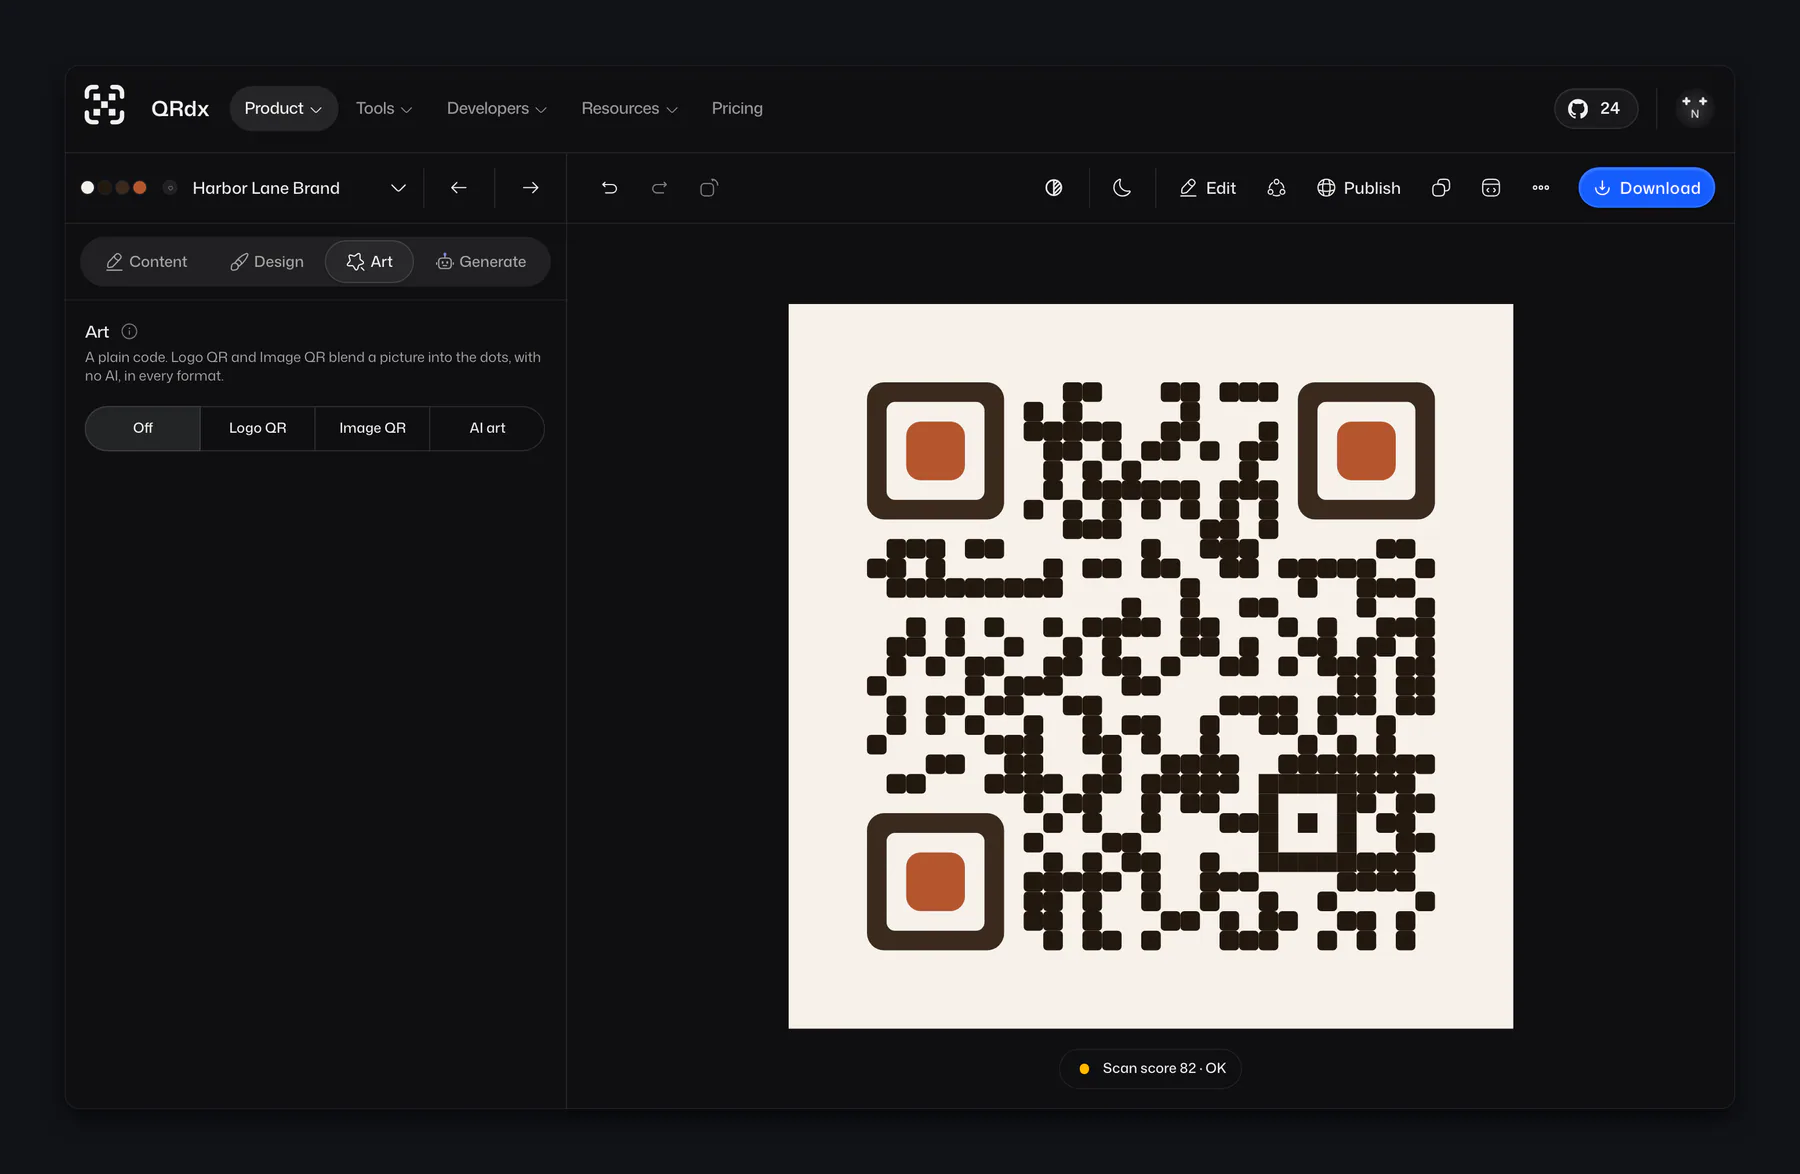 QRdx
Product
Tools
Developers
Resources
Pricing
24
N
Harbor Lane Brand
Edit
Publish
Download
Content
Design
Art
Generate
Art
A plain code. Logo QR and Image QR blend a picture into the dots, with
no AI, in every format.
Off
Logo QR
Image QR
AI art
Scan score 82 · OK